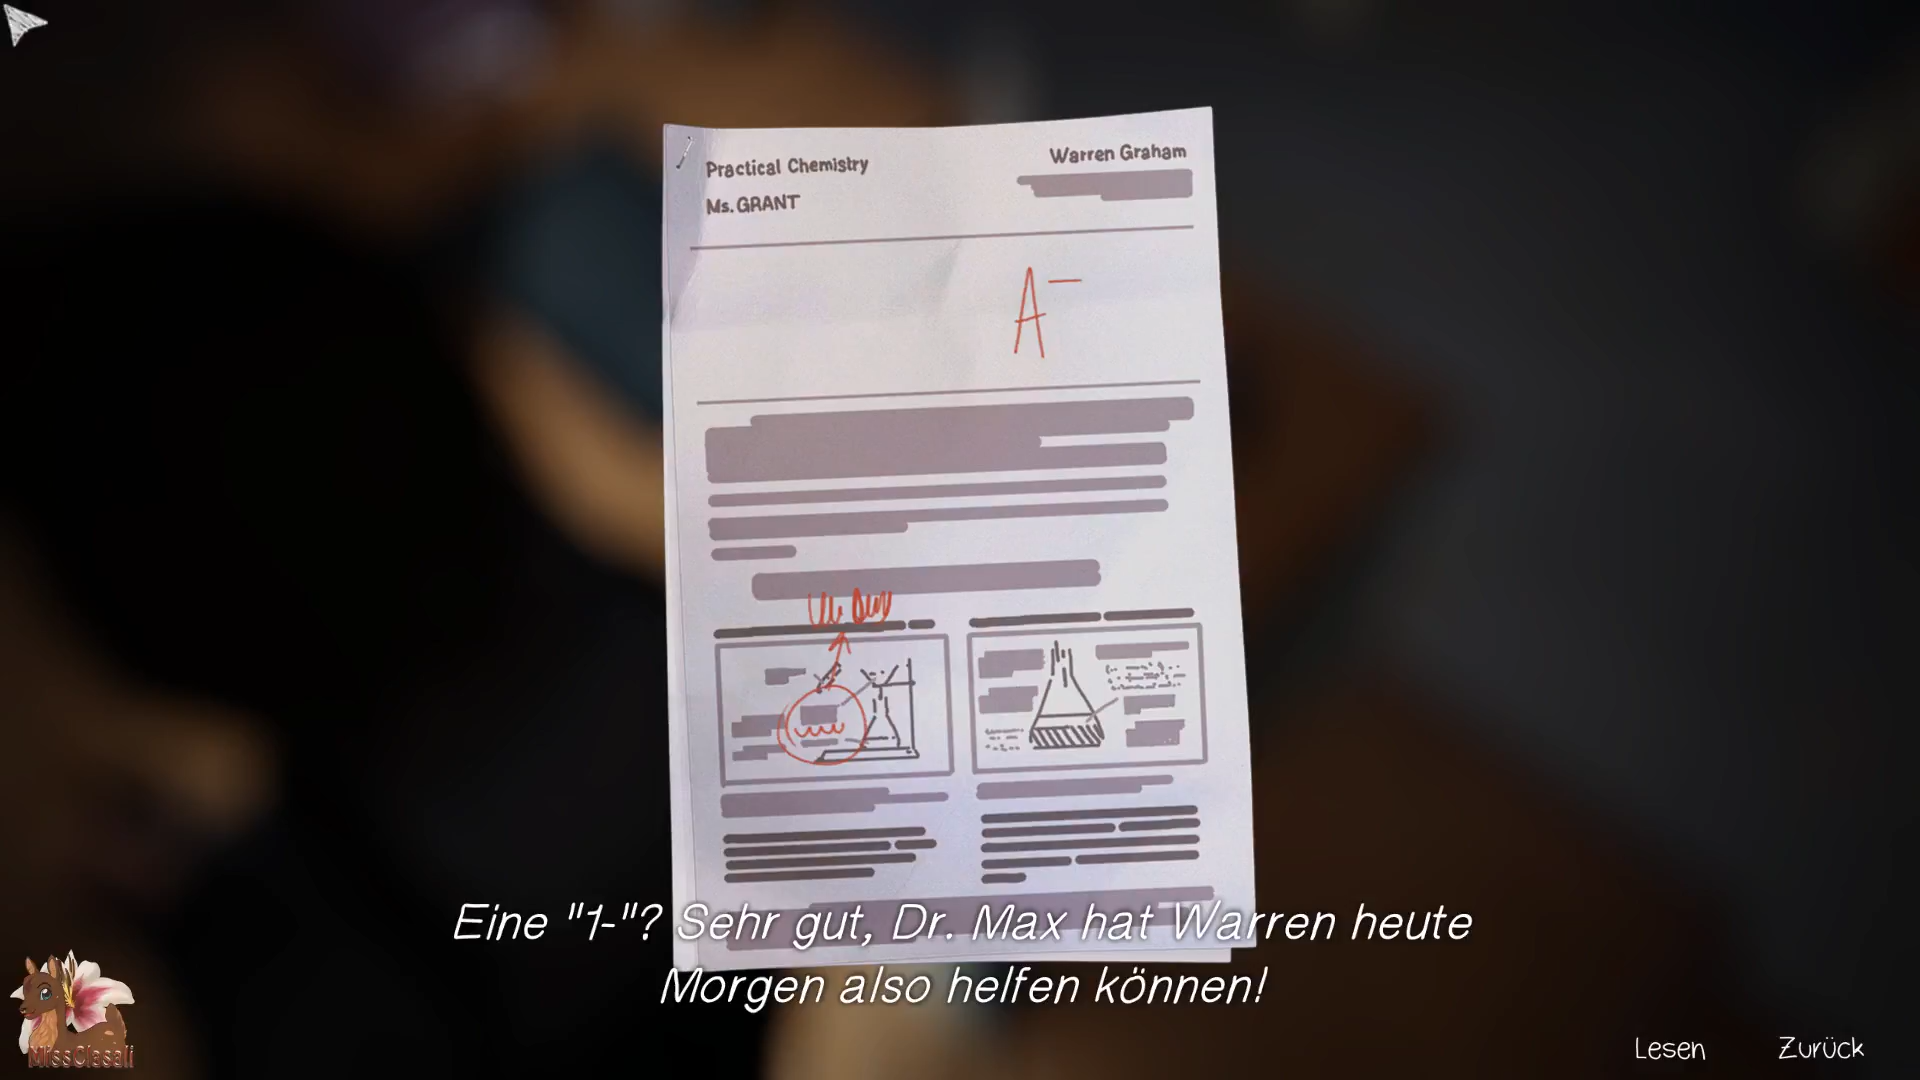 Practical Chemistry
Warren Graham
Ms. GRANT
A-
Eine "1-"? Sehr gut, Dr. Max hat Warren heute
Morgen also helfen können!
MissClasali
Lesen
Zurück